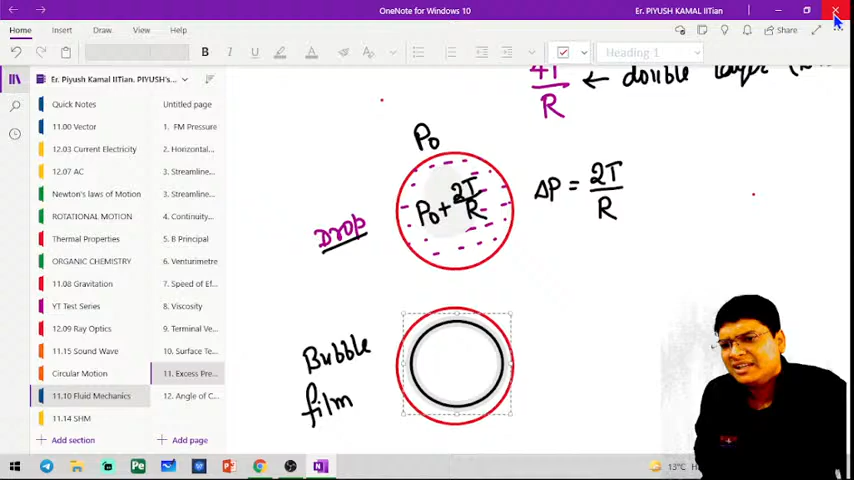 OneNote for Windows 10
Er. PIYUSH KAMAL IITian
Home
Insert
Draw
View
Share
B
I
U
A
Heading 1
Er. Piyush Kamal IITian. PIYUSH's...
Quick Notes
11.00 Vector
12.03 Current Electricity
12.07 AC
Newton's laws of Motion
ROTATIONAL MOTION
Thermal Properties
ORGANIC CHEMISTRY
11.08 Gravitation
YT Test Series
12.09 Ray Optics
11.15 Sound Wave
Circular Motion
11.10 Fluid Mechanics
11.14 SHM
Add section
Untitled page
1. FM Pressure
2. Horizontal...
3. Streamline...
3. Streamline...
4. Continuity...
5. B Principal
6. Venturimetre
7. Speed of Ef...
8. Viscosity
9. Terminal Ve...
10. Surface Te...
11. Excess Pre...
12. Angle of C...
Add page
4T/R ← double layer
P₀
P₀ + 2T/R
ΔP = 2T/R
DROP
Bubble
film
13°C